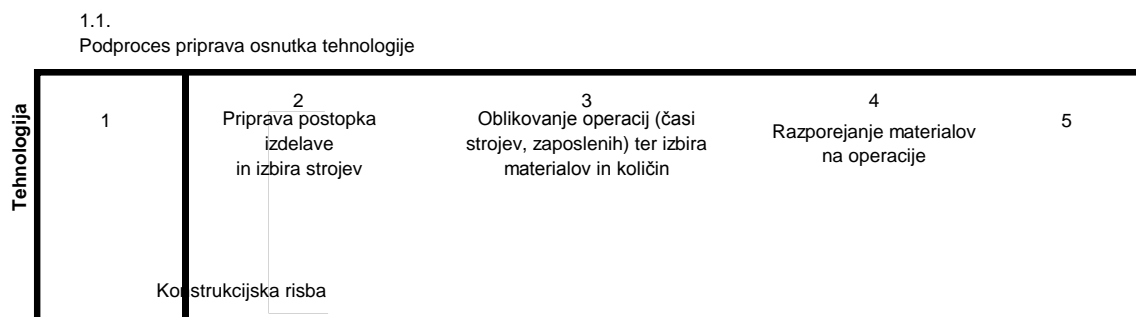 1.1.
Podproces priprava osnutka tehnologije
Tehnologija
1
2
Priprava postopka
izdelave
in izbira strojev
3
Oblikovanje operacij (časi
strojev, zaposlenih) ter izbira
materialov in količin
4
Razporejanje materialov
na operacije
5
Konstrukcijska risba